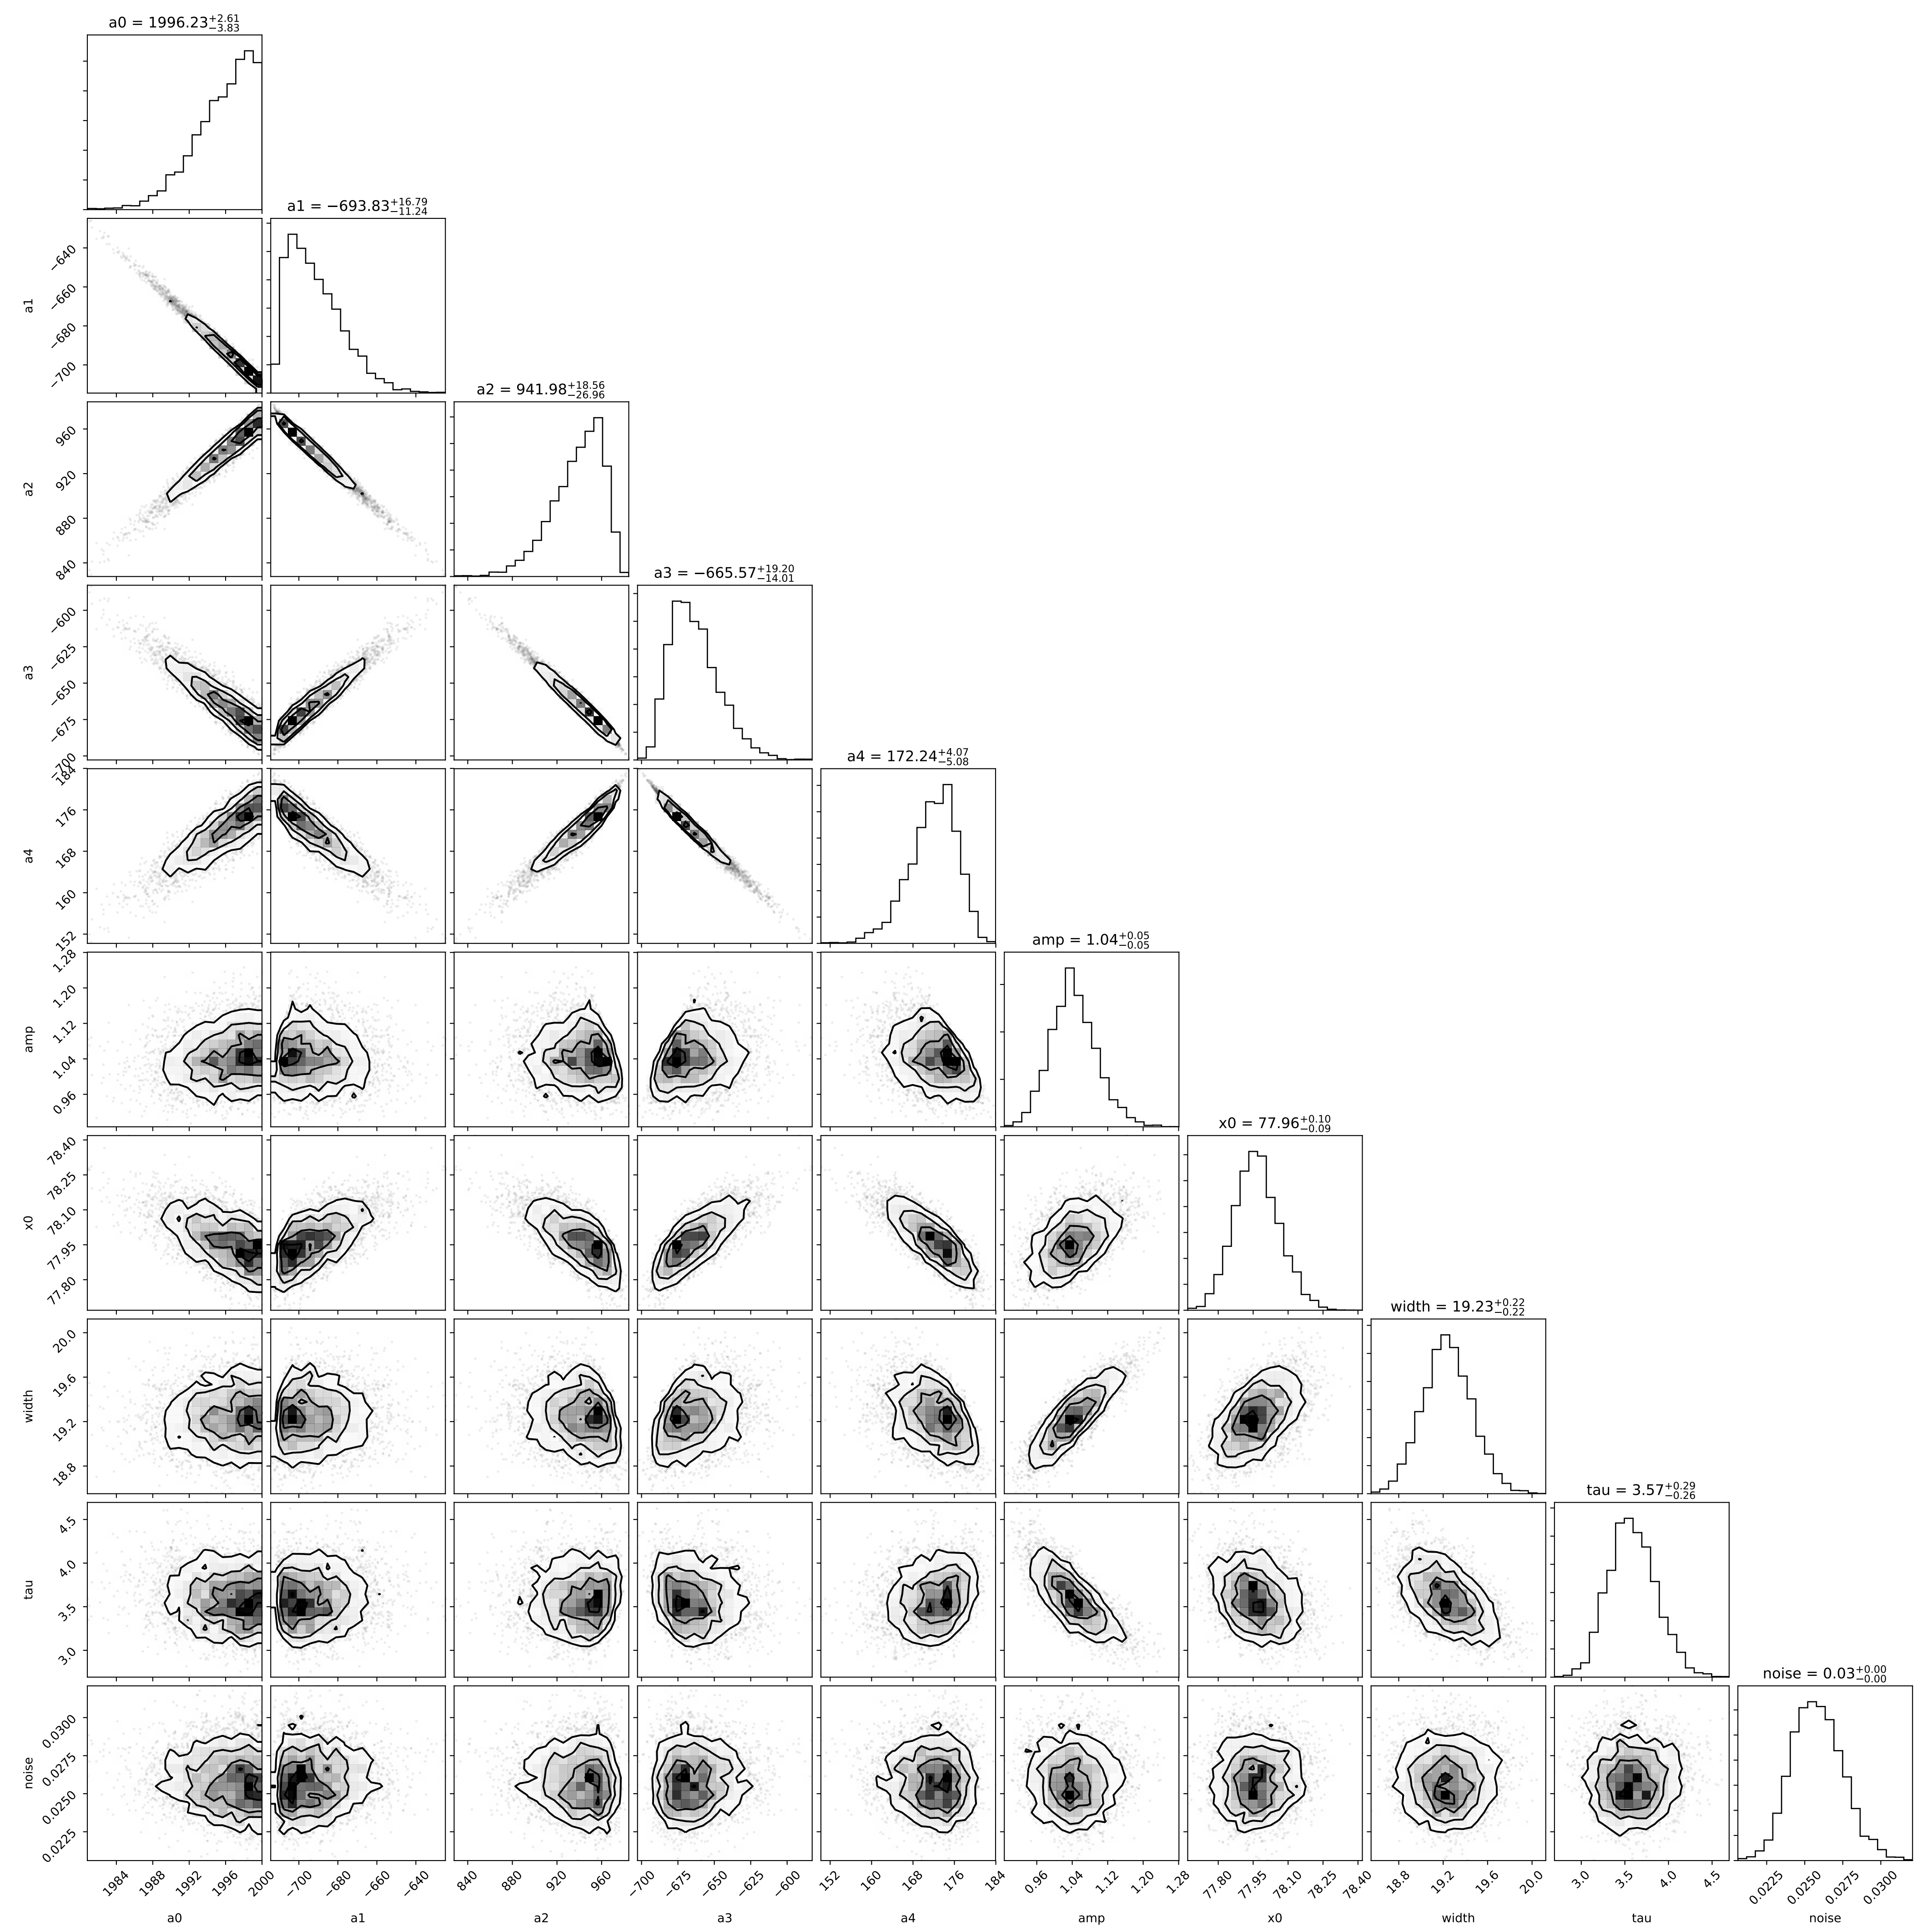 a0 = 1996.23+2.61−3.83
a1 = −693.83+16.79−11.24
−640
−660
−680
−700
a1
a2 = 941.98+18.56−26.96
960
920
880
840
a2
a3 = −665.57+19.20−14.01
−600
−625
−650
−675
−700
a3
a4 = 172.24+4.07−5.08
184
176
168
160
152
a4
amp = 1.04+0.05−0.05
1.28
1.20
1.12
1.04
0.96
amp
x0 = 77.96+0.10−0.09
78.40
78.25
78.10
77.95
77.80
x0
width = 19.23+0.22−0.22
20.0
19.6
19.2
18.8
width
tau = 3.57+0.29−0.26
4.5
4.0
3.5
3.0
tau
noise = 0.03+0.00−0.00
0.0300
0.0275
0.0250
0.0225
noise
1984 1988 1992 1996 2000 −700 −680 −660 −640 840 880 920 960 −700 −675 −650 −625 −600 152 160 168 176 184 0.96 1.04 1.12 1.20 1.28 77.80 77.95 78.10 78.25 78.40 18.8 19.2 19.6 20.0 3.0 3.5 4.0 4.5 0.0225 0.0250 0.0275 0.0300
a0 a1 a2 a3 a4 amp x0 width tau noise